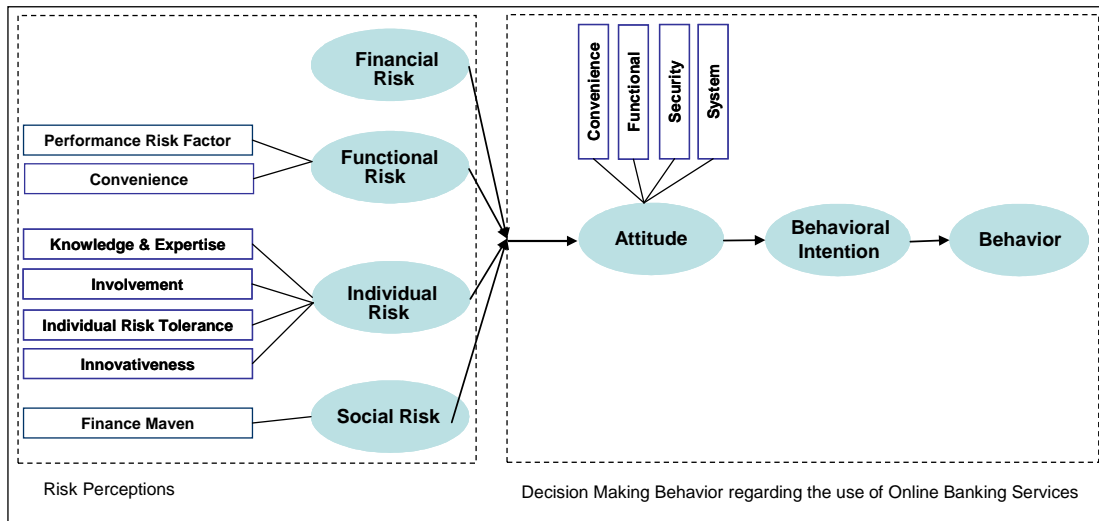 Financial
Risk
Performance Risk Factor
Convenience
Functional
Risk
Knowledge & Expertise
Involvement
Individual Risk Tolerance
Innovativeness
Individual
Risk
Finance Maven
Social Risk
Risk Perceptions
Convenience
Functional
Security
System
Attitude
Behavioral
Intention
Behavior
Decision Making Behavior regarding the use of Online Banking Services